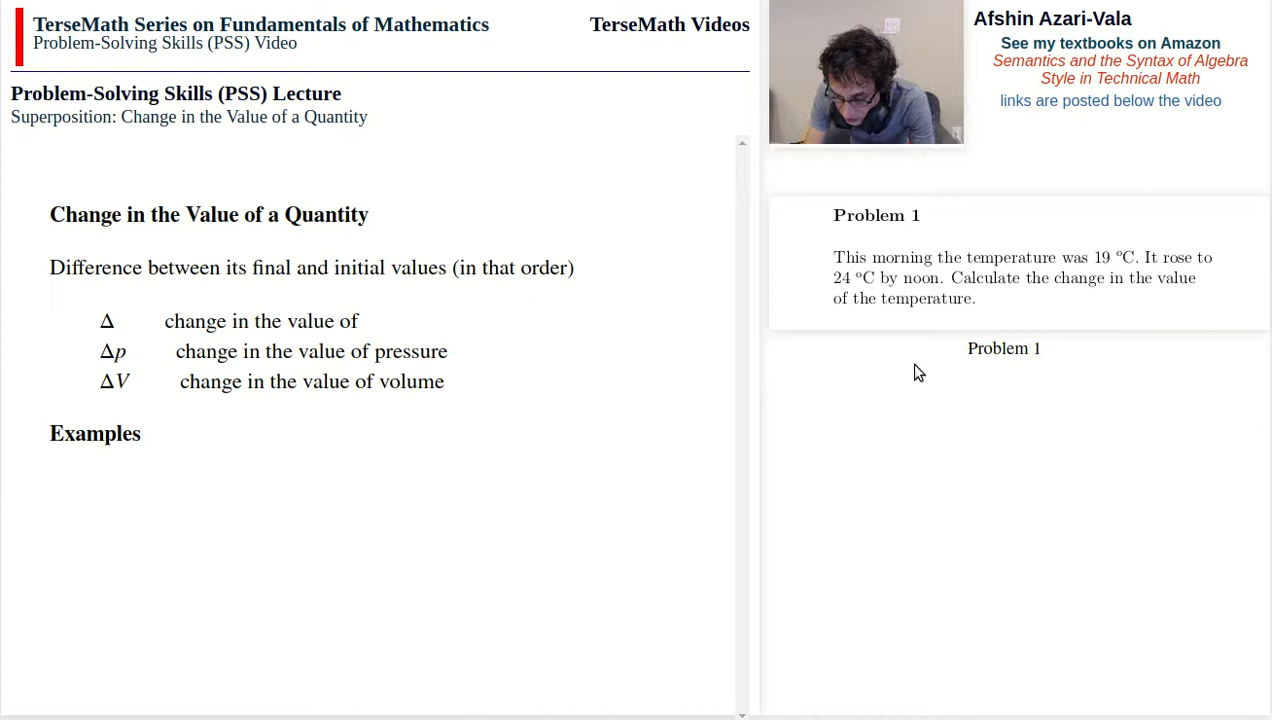 TerseMath Series on Fundamentals of Mathematics
Problem-Solving Skills (PSS) Video
TerseMath Videos
Problem-Solving Skills (PSS) Lecture
Superposition: Change in the Value of a Quantity
Change in the Value of a Quantity
Difference between its final and initial values (in that order)
Δ change in the value of
Δp change in the value of pressure
ΔV change in the value of volume
Examples
Afshin Azari-Vala
See my textbooks on Amazon
Semantics and the Syntax of Algebra
Style in Technical Math
links are posted below the video
Problem 1
This morning the temperature was 19 °C. It rose to
24 °C by noon. Calculate the change in the value
of the temperature.
Problem 1